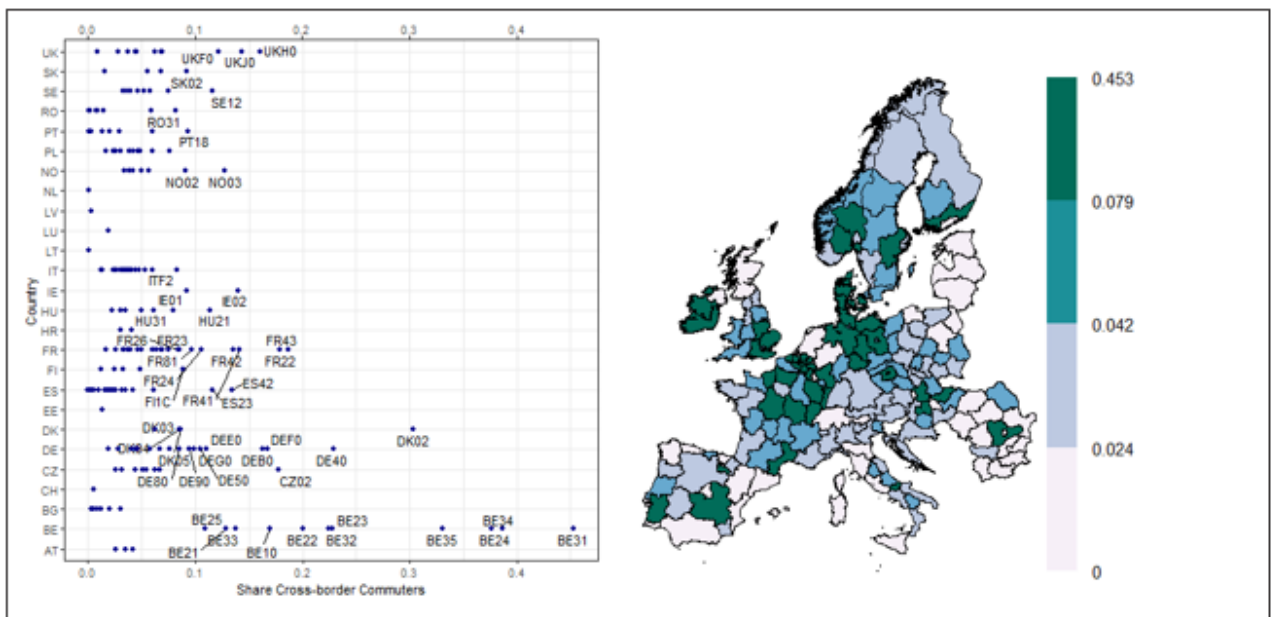 0.0 0.1 0.2 0.3 0.4
UK
UKF0 UKJ0 UKH0
SK
SK02
SE
SE12
RO
RO31
PT
PT18
PL
NO
NO02 NO03
NL
LV
LU
LT
IT
ITF2
IE
IE01 IE02
HU
HU31 HU21
HR
FR26 FR23 FR43
FR
FR81 FR42 FR22
FI
FR24
ES
ES42
FI1C FR41 ES23
EE
DK
DK03 DK02
DE
DEE0 DEF0
DK05 DEG0 DEB0 DE40
CZ
DE80 DE90 DE50 CZ02
CH
BG
BE25 BE23 BE34
BE
BE33 BE22 BE32 BE35 BE24 BE31
BE21 BE10
AT
0.0 0.1 0.2 0.3 0.4
Share Cross-border Commuters
Country
0.453
0.079
0.042
0.024
0